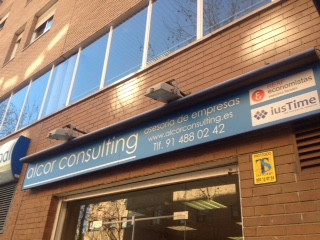 alcor consulting
asesoría de empresas
www.alcorconsulting.es
Tlf. 91 488 02 42
economistas
iusTime